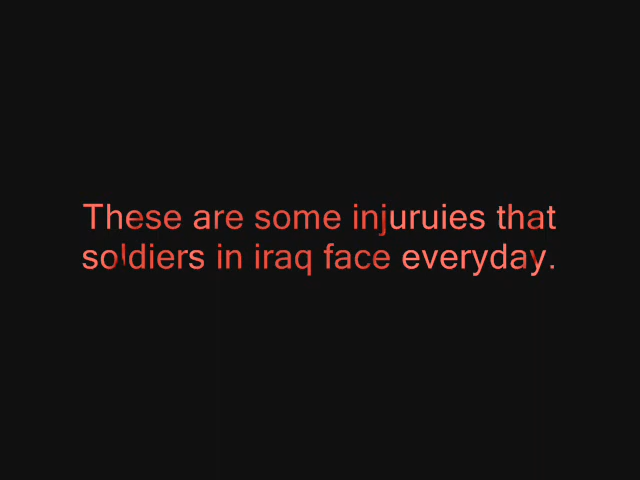 These are some injuruies that
soldiers in iraq face everyday.